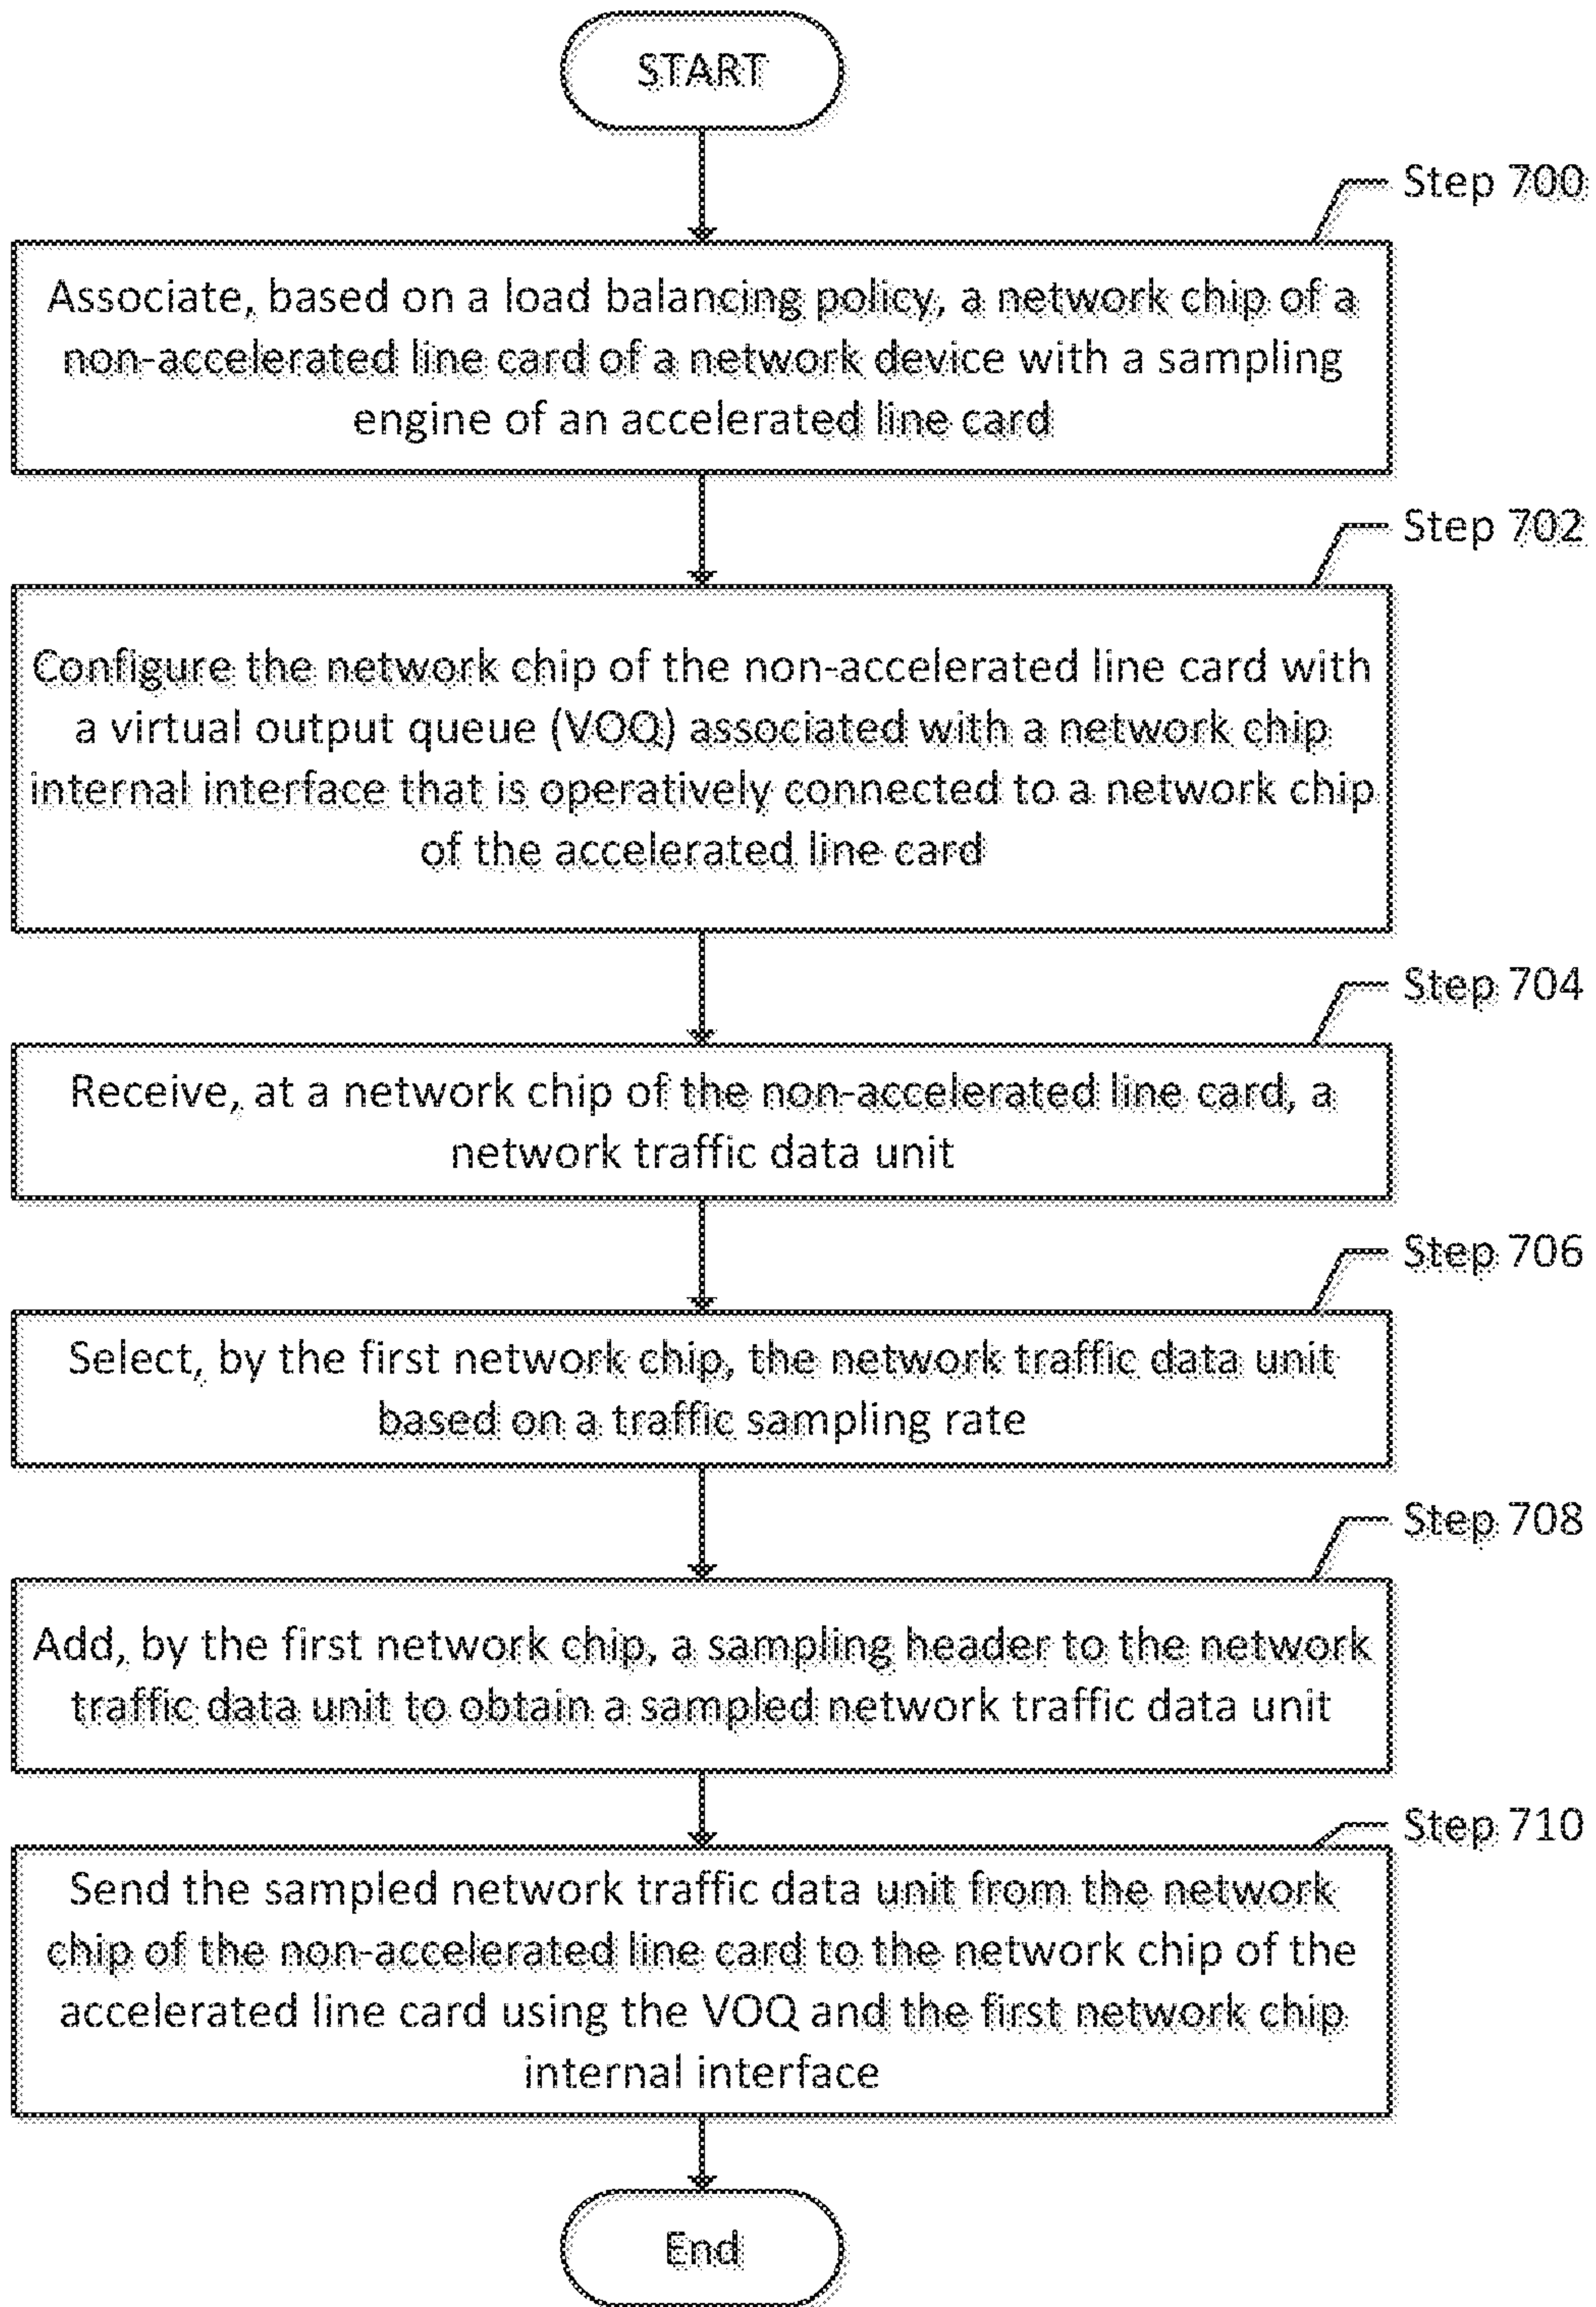 START
Step 700
Associate, based on a load balancing policy, a network chip of a
non-accelerated line card of a network device with a sampling
engine of an accelerated line card
Step 702
Configure the network chip of the non-accelerated line card with
a virtual output queue (VOQ) associated with a network chip
internal interface that is operatively connected to a network chip
of the accelerated line card
Step 704
Receive, at a network chip of the non-accelerated line card, a
network traffic data unit
Step 706
Select, by the first network chip, the network traffic data unit
based on a traffic sampling rate
Step 708
Add, by the first network chip, a sampling header to the network
traffic data unit to obtain a sampled network traffic data unit
Step 710
Send the sampled network traffic data unit from the network
chip of the non-accelerated line card to the network chip of the
accelerated line card using the VOQ and the first network chip
internal interface
End